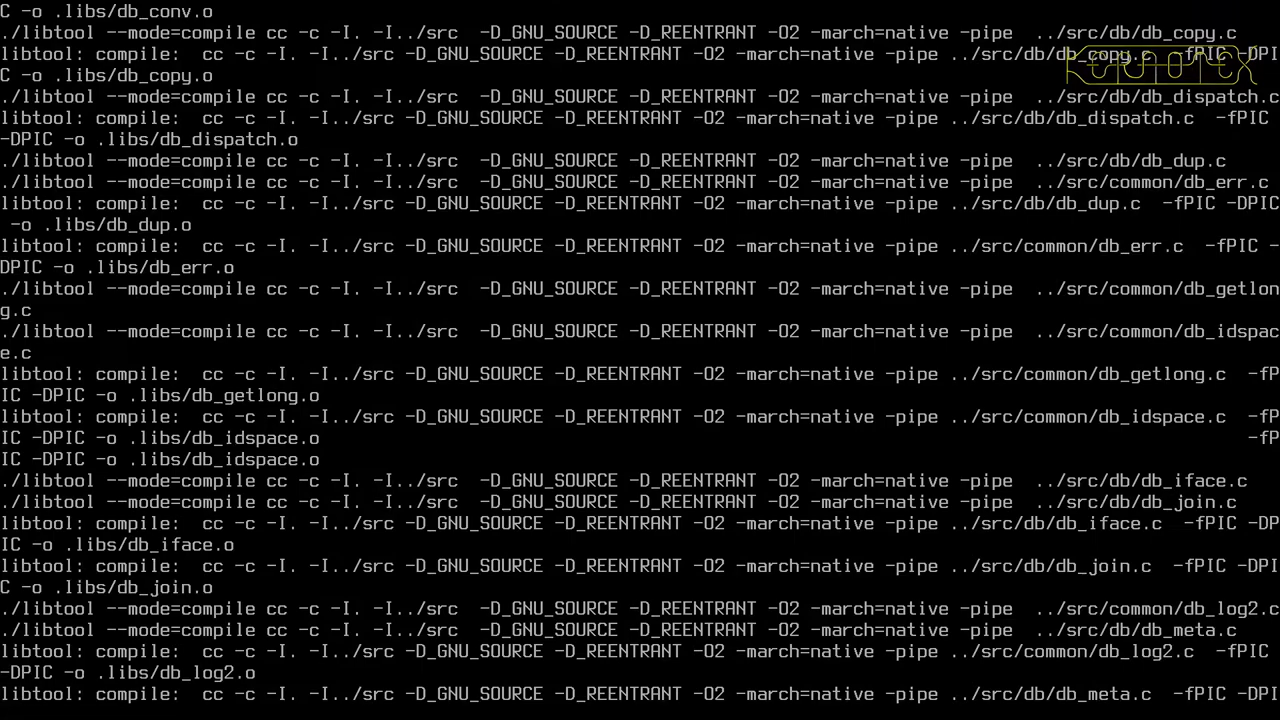 C -o .libs/db_conv.o
./libtool --mode=compile cc -c -I. -I../src  -D_GNU_SOURCE -D_REENTRANT -O2 -march=native -pipe  ../src/db/db_copy.c
libtool: compile:  cc -c -I. -I../src -D_GNU_SOURCE -D_REENTRANT -O2 -march=native -pipe ../src/db/db_copy.c  -fPIC -DPI
C -o .libs/db_copy.o
./libtool --mode=compile cc -c -I. -I../src  -D_GNU_SOURCE -D_REENTRANT -O2 -march=native -pipe  ../src/db/db_dispatch.c
libtool: compile:  cc -c -I. -I../src -D_GNU_SOURCE -D_REENTRANT -O2 -march=native -pipe ../src/db/db_dispatch.c  -fPIC
-DPIC -o .libs/db_dispatch.o
./libtool --mode=compile cc -c -I. -I../src  -D_GNU_SOURCE -D_REENTRANT -O2 -march=native -pipe  ../src/db/db_dup.c
./libtool --mode=compile cc -c -I. -I../src  -D_GNU_SOURCE -D_REENTRANT -O2 -march=native -pipe  ../src/common/db_err.c
libtool: compile:  cc -c -I. -I../src -D_GNU_SOURCE -D_REENTRANT -O2 -march=native -pipe ../src/db/db_dup.c  -fPIC -DPIC
 -o .libs/db_dup.o
libtool: compile:  cc -c -I. -I../src -D_GNU_SOURCE -D_REENTRANT -O2 -march=native -pipe ../src/common/db_err.c  -fPIC -
DPIC -o .libs/db_err.o
./libtool --mode=compile cc -c -I. -I../src  -D_GNU_SOURCE -D_REENTRANT -O2 -march=native -pipe  ../src/common/db_getlon
g.c
./libtool --mode=compile cc -c -I. -I../src  -D_GNU_SOURCE -D_REENTRANT -O2 -march=native -pipe  ../src/common/db_idspac
e.c
libtool: compile:  cc -c -I. -I../src -D_GNU_SOURCE -D_REENTRANT -O2 -march=native -pipe ../src/common/db_getlong.c  -fP
IC -DPIC -o .libs/db_getlong.o
libtool: compile:  cc -c -I. -I../src -D_GNU_SOURCE -D_REENTRANT -O2 -march=native -pipe ../src/common/db_idspace.c  -fP
IC -DPIC -o .libs/db_idspace.o -fP
IC -DPIC -o .libs/db_idspace.o
./libtool --mode=compile cc -c -I. -I../src  -D_GNU_SOURCE -D_REENTRANT -O2 -march=native -pipe  ../src/db/db_iface.c
./libtool --mode=compile cc -c -I. -I../src  -D_GNU_SOURCE -D_REENTRANT -O2 -march=native -pipe  ../src/db/db_join.c
libtool: compile:  cc -c -I. -I../src -D_GNU_SOURCE -D_REENTRANT -O2 -march=native -pipe ../src/db/db_iface.c  -fPIC -DP
IC -o .libs/db_iface.o
libtool: compile:  cc -c -I. -I../src -D_GNU_SOURCE -D_REENTRANT -O2 -march=native -pipe ../src/db/db_join.c  -fPIC -DPI
C -o .libs/db_join.o
./libtool --mode=compile cc -c -I. -I../src  -D_GNU_SOURCE -D_REENTRANT -O2 -march=native -pipe  ../src/common/db_log2.c
./libtool --mode=compile cc -c -I. -I../src  -D_GNU_SOURCE -D_REENTRANT -O2 -march=native -pipe  ../src/db/db_meta.c
libtool: compile:  cc -c -I. -I../src -D_GNU_SOURCE -D_REENTRANT -O2 -march=native -pipe ../src/common/db_log2.c  -fPIC
-DPIC -o .libs/db_log2.o
libtool: compile:  cc -c -I. -I../src -D_GNU_SOURCE -D_REENTRANT -O2 -march=native -pipe ../src/db/db_meta.c  -fPIC -DPI